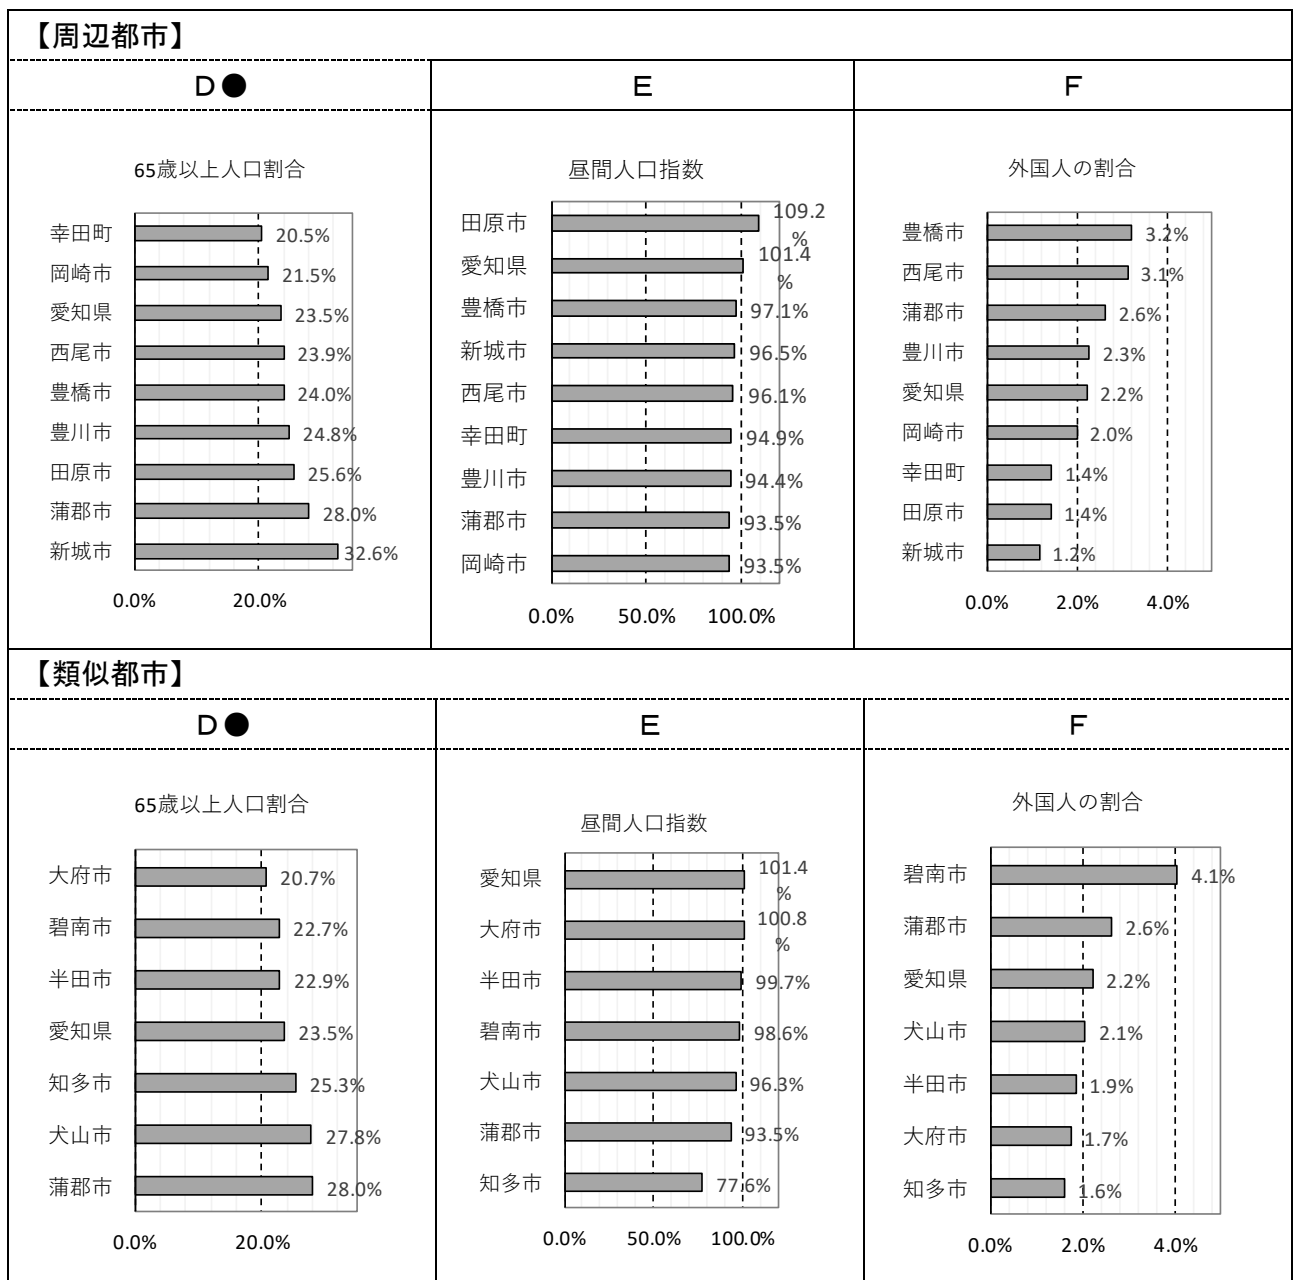 【周辺都市】
D●
E
F
65歳以上人口割合
幸田町 20.5%
岡崎市 21.5%
愛知県 23.5%
西尾市 23.9%
豊橋市 24.0%
豊川市 24.8%
田原市 25.6%
蒲郡市 28.0%
新城市 32.6%
0.0% 20.0%
昼間人口指数
田原市 109.2%
愛知県 101.4%
豊橋市 97.1%
新城市 96.5%
西尾市 96.1%
幸田町 94.9%
豊川市 94.4%
蒲郡市 93.5%
岡崎市 93.5%
0.0% 50.0% 100.0%
外国人の割合
豊橋市 3.2%
西尾市 3.1%
蒲郡市 2.6%
豊川市 2.3%
愛知県 2.2%
岡崎市 2.0%
幸田町 1.4%
田原市 1.4%
新城市 1.2%
0.0% 2.0% 4.0%
【類似都市】
D●
E
F
65歳以上人口割合
大府市 20.7%
碧南市 22.7%
半田市 22.9%
愛知県 23.5%
知多市 25.3%
犬山市 27.8%
蒲郡市 28.0%
0.0% 20.0%
昼間人口指数
愛知県 101.4%
大府市 100.8%
半田市 99.7%
碧南市 98.6%
犬山市 96.3%
蒲郡市 93.5%
知多市 77.6%
0.0% 50.0% 100.0%
外国人の割合
碧南市 4.1%
蒲郡市 2.6%
愛知県 2.2%
犬山市 2.1%
半田市 1.9%
大府市 1.7%
知多市 1.6%
0.0% 2.0% 4.0%